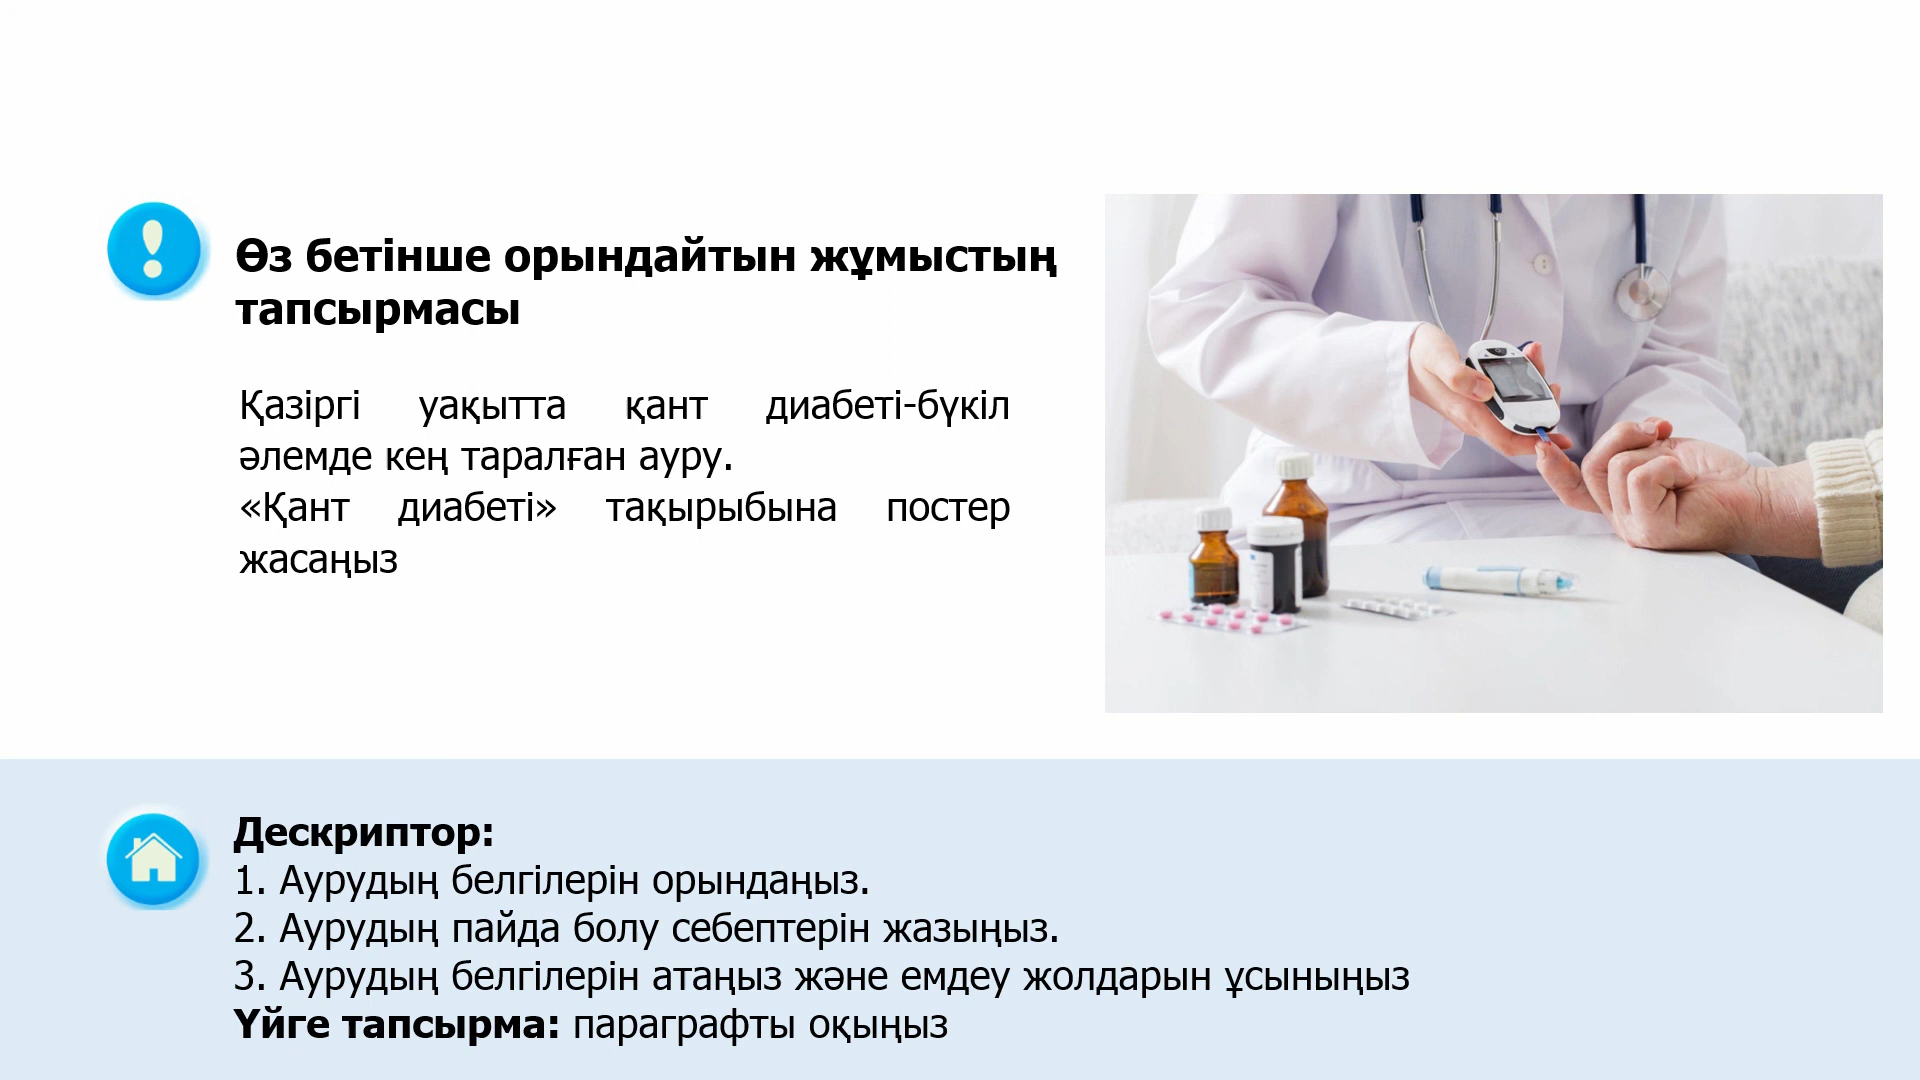 Өз бетінше орындайтын жұмыстың
тапсырмасы
Қазіргі уақытта қант диабеті-бүкіл
әлемде кең таралған ауру.
«Қант диабеті» тақырыбына постер
жасаңыз
Дескриптор:
1. Аурудың белгілерін орындаңыз.
2. Аурудың пайда болу себептерін жазыңыз.
3. Аурудың белгілерін атаңыз және емдеу жолдарын ұсыныңыз
Үйге тапсырма: параграфты оқыңыз